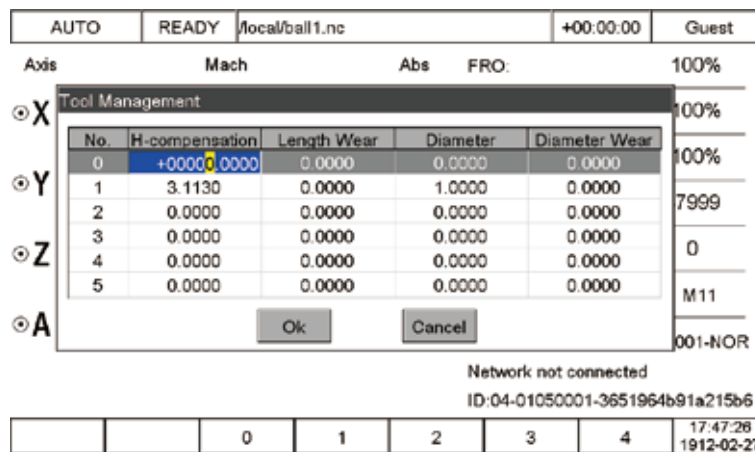 AUTO READY /local/ball1.nc +00:00:00 Guest
Axis Mach Abs FRO: 100%
Tool Management
X 100%
No. H-compensation Length Wear Diameter Diameter Wear
0 +00000.0000 0.0000 0.0000 0.0000 100%
Y 1 3.1130 0.0000 1.0000 0.0000
2 0.0000 0.0000 0.0000 0.0000 7999
3 0.0000 0.0000 0.0000 0.0000
Z 4 0.0000 0.0000 0.0000 0.0000 0
5 0.0000 0.0000 0.0000 0.0000
M11
A Ok Cancel
001-NOR
Network not connected
ID:04-01050001-3651964b91a215b6
0 1 2 3 4 17:47:26
1912-02-27